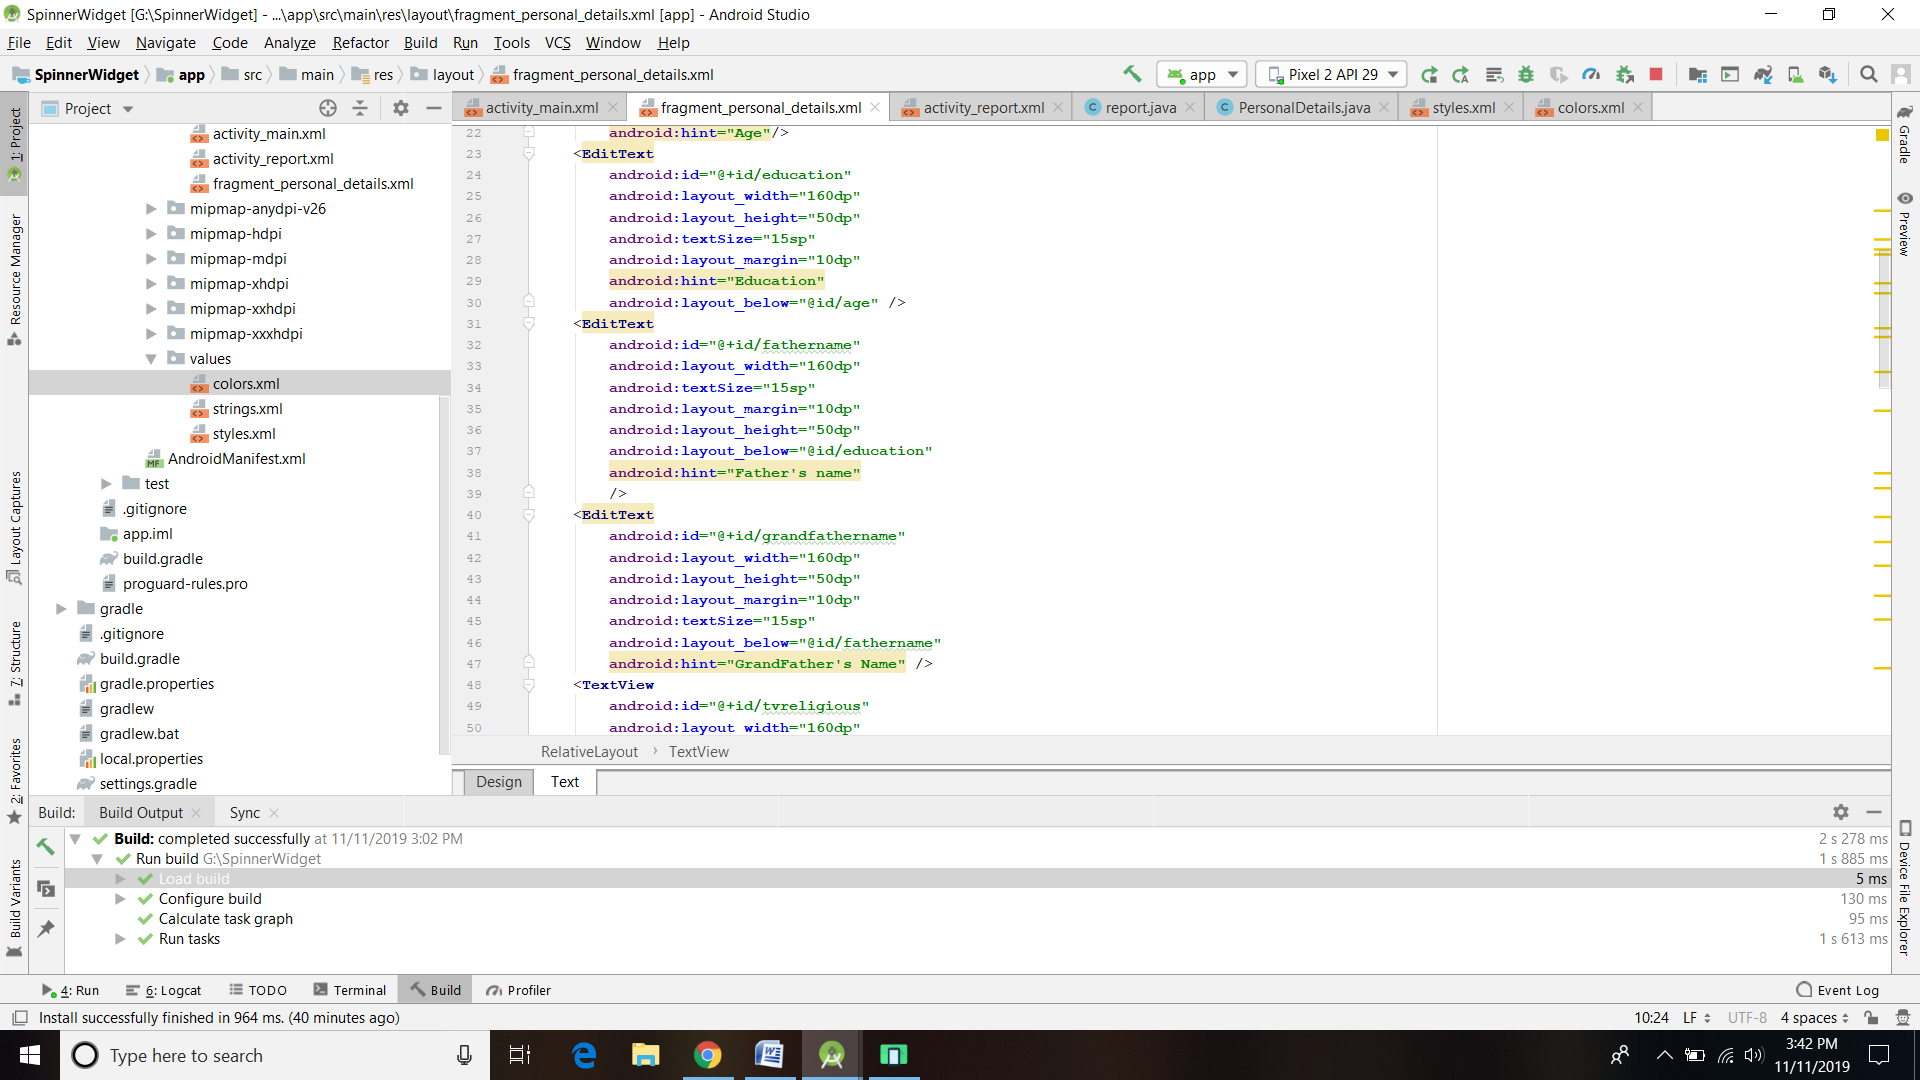 SpinnerWidget [G:\SpinnerWidget] - ...\app\src\main\res\layout\fragment_personal_details.xml [app] - Android Studio
File Edit View Navigate Code Analyze Refactor Build Run Tools VCS Window Help
SpinnerWidget app src main res layout fragment_personal_details.xml app Pixel 2 API 29
Project activity_main.xml fragment_personal_details.xml activity_report.xml report.java PersonalDetails.java styles.xml colors.xml
1: Project
Resource Manager
Layout Captures
7: Structure
2: Favorites
Build Variants
activity_main.xml
activity_report.xml
fragment_personal_details.xml
mipmap-anydpi-v26
mipmap-hdpi
mipmap-mdpi
mipmap-xhdpi
mipmap-xxhdpi
mipmap-xxxhdpi
values
colors.xml
strings.xml
styles.xml
AndroidManifest.xml
test
.gitignore
app.iml
build.gradle
proguard-rules.pro
gradle
.gitignore
build.gradle
gradle.properties
gradlew
gradlew.bat
local.properties
settings.gradle
22 android:hint="Age"/>
23 <EditText
24 android:id="@+id/education"
25 android:layout_width="160dp"
26 android:layout_height="50dp"
27 android:textSize="15sp"
28 android:layout_margin="10dp"
29 android:hint="Education"
30 android:layout_below="@id/age" />
31 <EditText
32 android:id="@+id/fathername"
33 android:layout_width="160dp"
34 android:textSize="15sp"
35 android:layout_margin="10dp"
36 android:layout_height="50dp"
37 android:layout_below="@id/education"
38 android:hint="Father's name"
39 />
40 <EditText
41 android:id="@+id/grandfathername"
42 android:layout_width="160dp"
43 android:layout_height="50dp"
44 android:layout_margin="10dp"
45 android:textSize="15sp"
46 android:layout_below="@id/fathername"
47 android:hint="GrandFather's Name" />
48 <TextView
49 android:id="@+id/tvreligious"
50 android:layout_width="160dp"
RelativeLayout › TextView
Design Text
Gradle
Preview
Device File Explorer
Build: Build Output Sync
Build: completed successfully at 11/11/2019 3:02 PM 2 s 278 ms
Run build G:\SpinnerWidget 1 s 885 ms
Load build 5 ms
Configure build 130 ms
Calculate task graph 95 ms
Run tasks 1 s 613 ms
4: Run 6: Logcat TODO Terminal Build Profiler Event Log
Install successfully finished in 964 ms. (40 minutes ago) 10:24 LF UTF-8 4 spaces
Type here to search 3:42 PM
11/11/2019